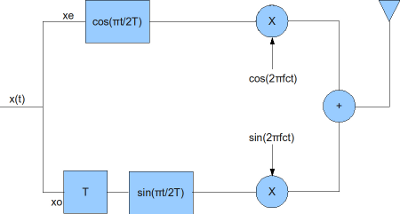 xe
cos(πt/2T)
X
cos(2πfct)
x(t)
+
sin(2πfct)
xo
T
sin(πt/2T)
X